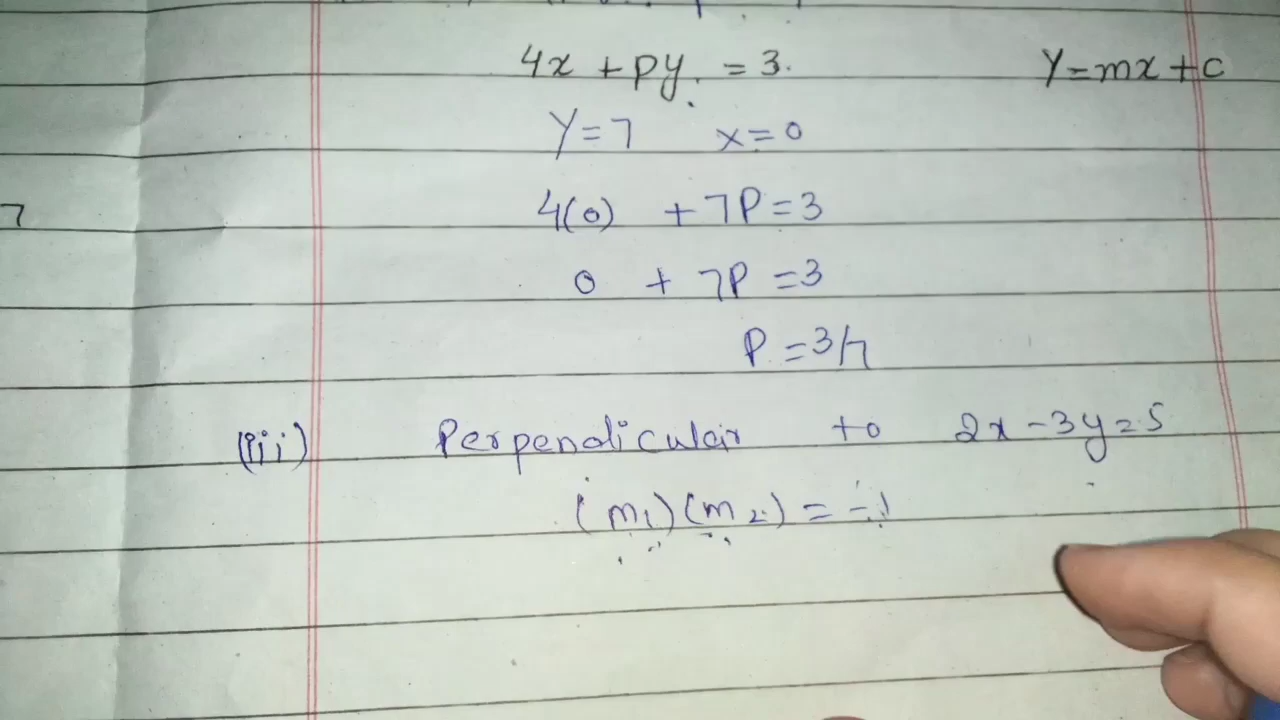 4x + py = 3. y = mx + c
y = 7 x = 0
7
4(0) + 7P = 3
0 + 7P = 3
P = 3/7
(iii) Perpendicular to 2x - 3y = 5
(m1)(m2) = -1